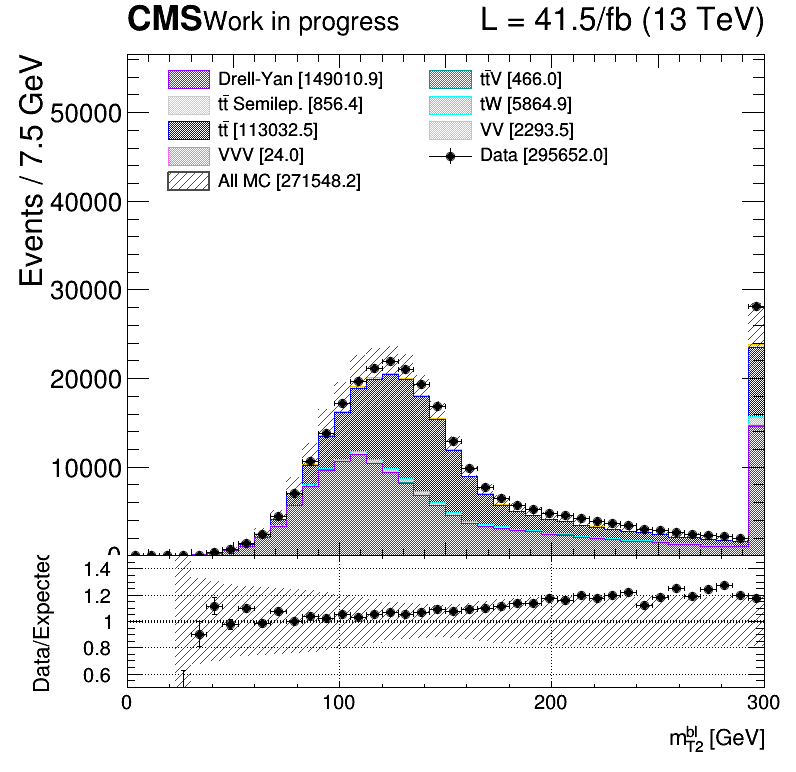 CMS Work in progress L = 41.5/fb (13 TeV)
Drell-Yan [149010.9] tt̄V [466.0]
tt̄ Semilep. [856.4] tW [5864.9]
tt̄ [113032.5] VV [2293.5]
VVV [24.0] Data [295652.0]
All MC [271548.2]
Events / 7.5 GeV
50000
40000
30000
20000
10000
0
Data/Expected
1.4
1.2
1
0.8
0.6
0 100 200 300
m_{T2}^{bl} [GeV]